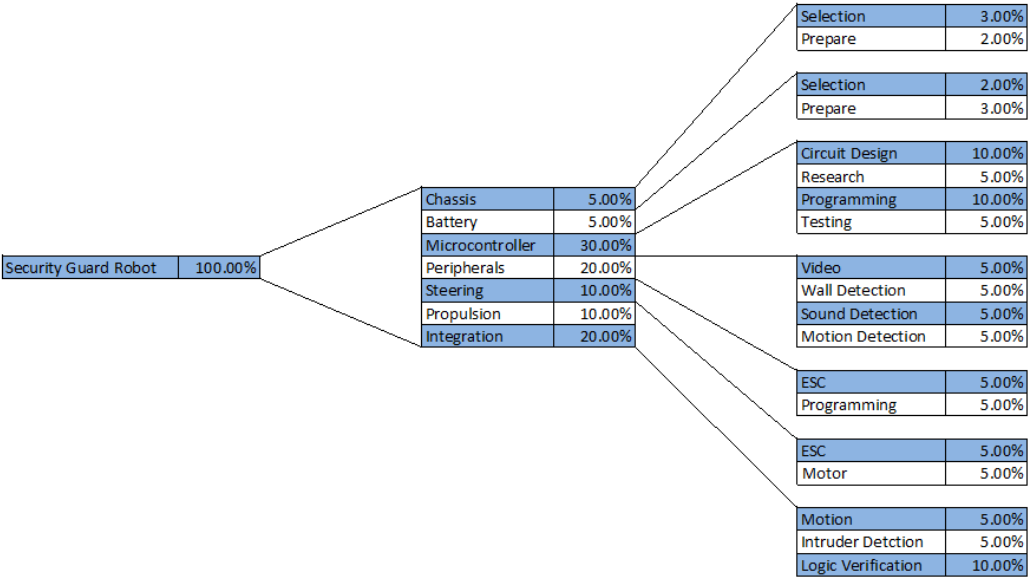 Security Guard Robot 100.00%
Chassis 5.00%
Battery 5.00%
Microcontroller 30.00%
Peripherals 20.00%
Steering 10.00%
Propulsion 10.00%
Integration 20.00%
Selection 3.00%
Prepare 2.00%
Selection 2.00%
Prepare 3.00%
Circuit Design 10.00%
Research 5.00%
Programming 10.00%
Testing 5.00%
Video 5.00%
Wall Detection 5.00%
Sound Detection 5.00%
Motion Detection 5.00%
ESC 5.00%
Programming 5.00%
ESC 5.00%
Motor 5.00%
Motion 5.00%
Intruder Detction 5.00%
Logic Verification 10.00%